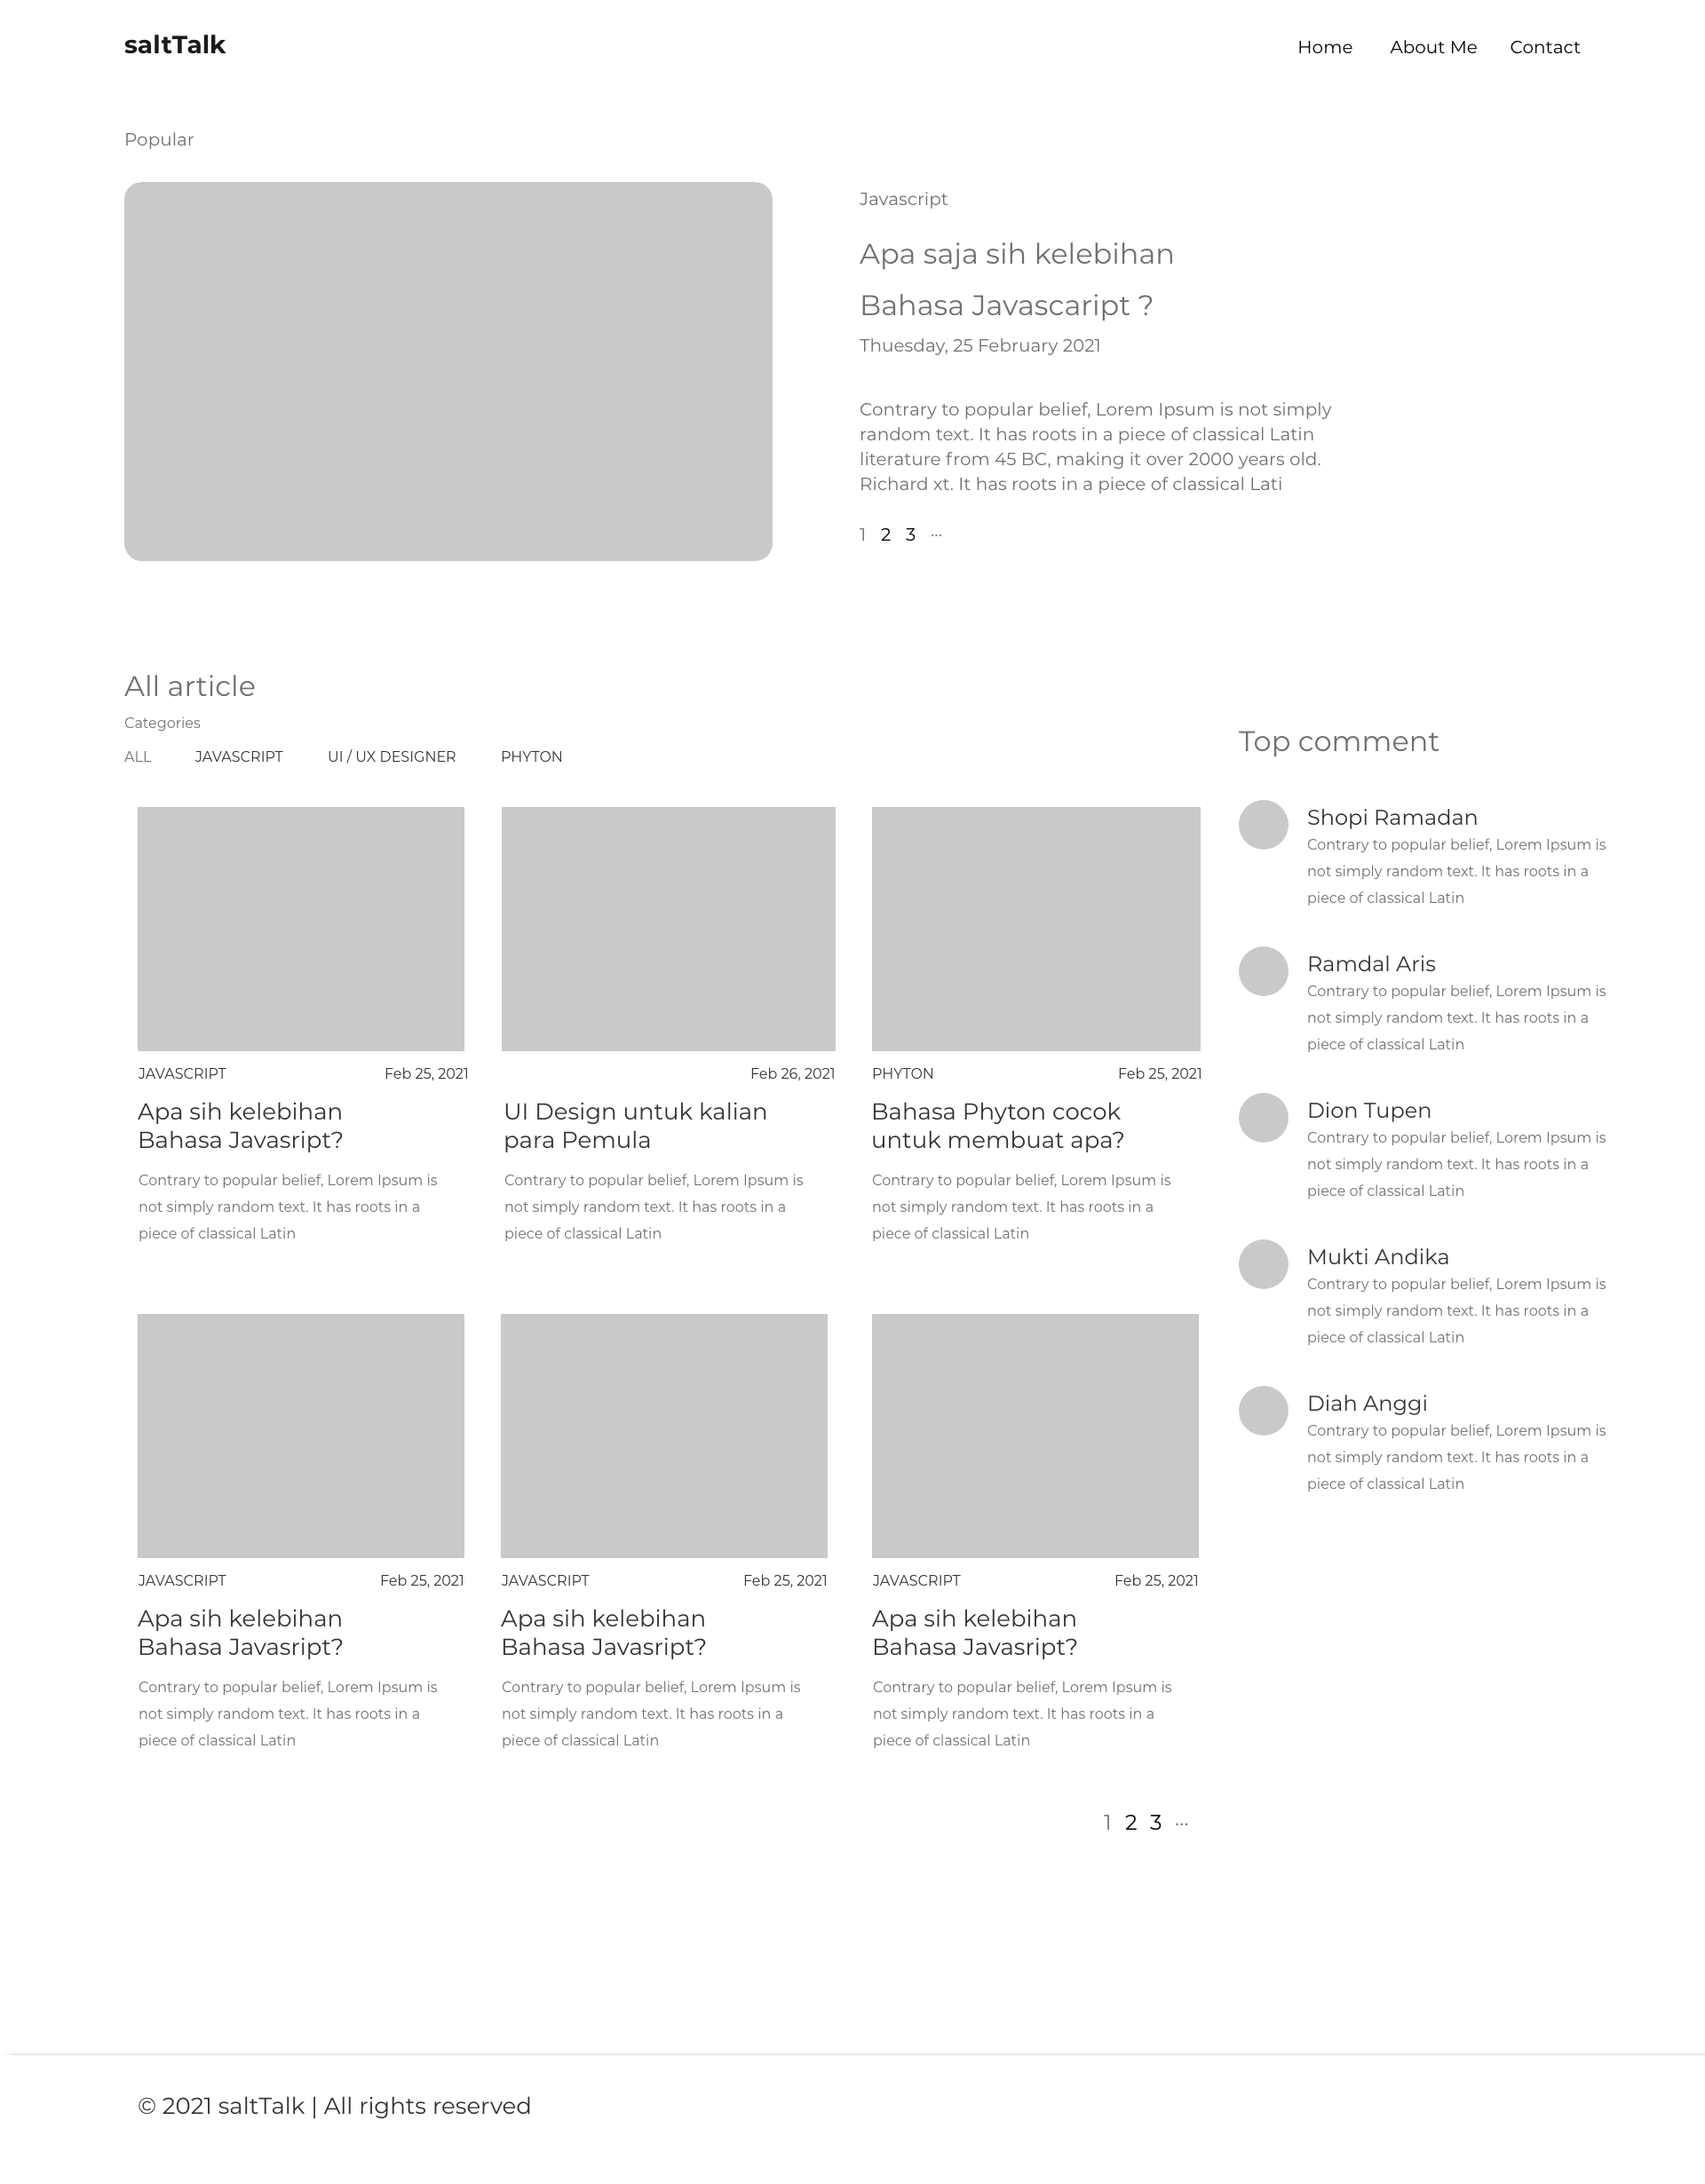 saltTalk
Home About Me Contact
Popular
Javascript
Apa saja sih kelebihan
Bahasa Javascaript ?
Thuesday, 25 February 2021
Contrary to popular belief, Lorem Ipsum is not simply
random text. It has roots in a piece of classical Latin
literature from 45 BC, making it over 2000 years old.
Richard xt. It has roots in a piece of classical Lati
1 2 3 ...
All article
Categories
ALL JAVASCRIPT UI / UX DESIGNER PHYTON
JAVASCRIPT Feb 25, 2021
Apa sih kelebihan
Bahasa Javasript?
Contrary to popular belief, Lorem Ipsum is
not simply random text. It has roots in a
piece of classical Latin
Feb 26, 2021
UI Design untuk kalian
para Pemula
Contrary to popular belief, Lorem Ipsum is
not simply random text. It has roots in a
piece of classical Latin
PHYTON Feb 25, 2021
Bahasa Phyton cocok
untuk membuat apa?
Contrary to popular belief, Lorem Ipsum is
not simply random text. It has roots in a
piece of classical Latin
JAVASCRIPT Feb 25, 2021
Apa sih kelebihan
Bahasa Javasript?
Contrary to popular belief, Lorem Ipsum is
not simply random text. It has roots in a
piece of classical Latin
JAVASCRIPT Feb 25, 2021
Apa sih kelebihan
Bahasa Javasript?
Contrary to popular belief, Lorem Ipsum is
not simply random text. It has roots in a
piece of classical Latin
JAVASCRIPT Feb 25, 2021
Apa sih kelebihan
Bahasa Javasript?
Contrary to popular belief, Lorem Ipsum is
not simply random text. It has roots in a
piece of classical Latin
1 2 3 ...
Top comment
Shopi Ramadan
Contrary to popular belief, Lorem Ipsum is
not simply random text. It has roots in a
piece of classical Latin
Ramdal Aris
Contrary to popular belief, Lorem Ipsum is
not simply random text. It has roots in a
piece of classical Latin
Dion Tupen
Contrary to popular belief, Lorem Ipsum is
not simply random text. It has roots in a
piece of classical Latin
Mukti Andika
Contrary to popular belief, Lorem Ipsum is
not simply random text. It has roots in a
piece of classical Latin
Diah Anggi
Contrary to popular belief, Lorem Ipsum is
not simply random text. It has roots in a
piece of classical Latin
© 2021 saltTalk | All rights reserved